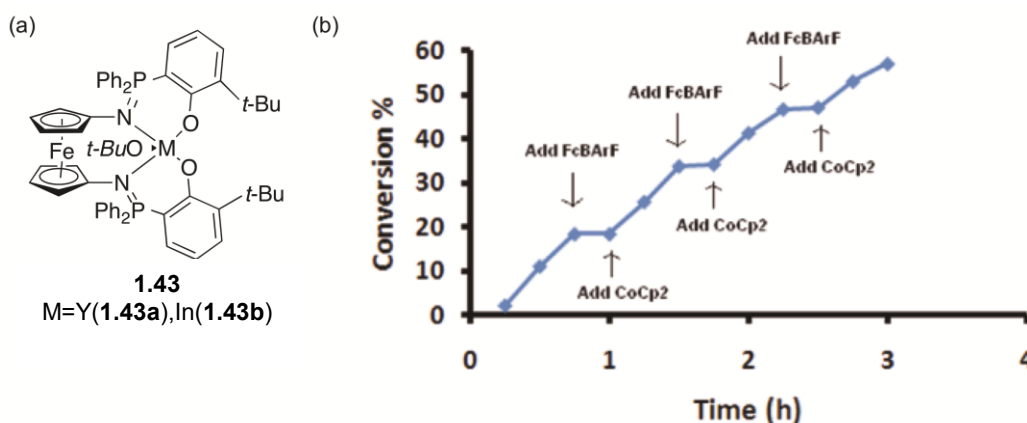 (a)
Ph2P
t-Bu
N
O
Fe
t-BuO
M
N
O
t-Bu
Ph2P
1.43
M=Y(1.43a),In(1.43b)
(b)
Conversion %
60
50
40
30
20
10
0
Add FcBArF
Add FcBArF
Add FcBArF
Add CoCp2
Add CoCp2
Add CoCp2
0
1
2
3
4
Time (h)